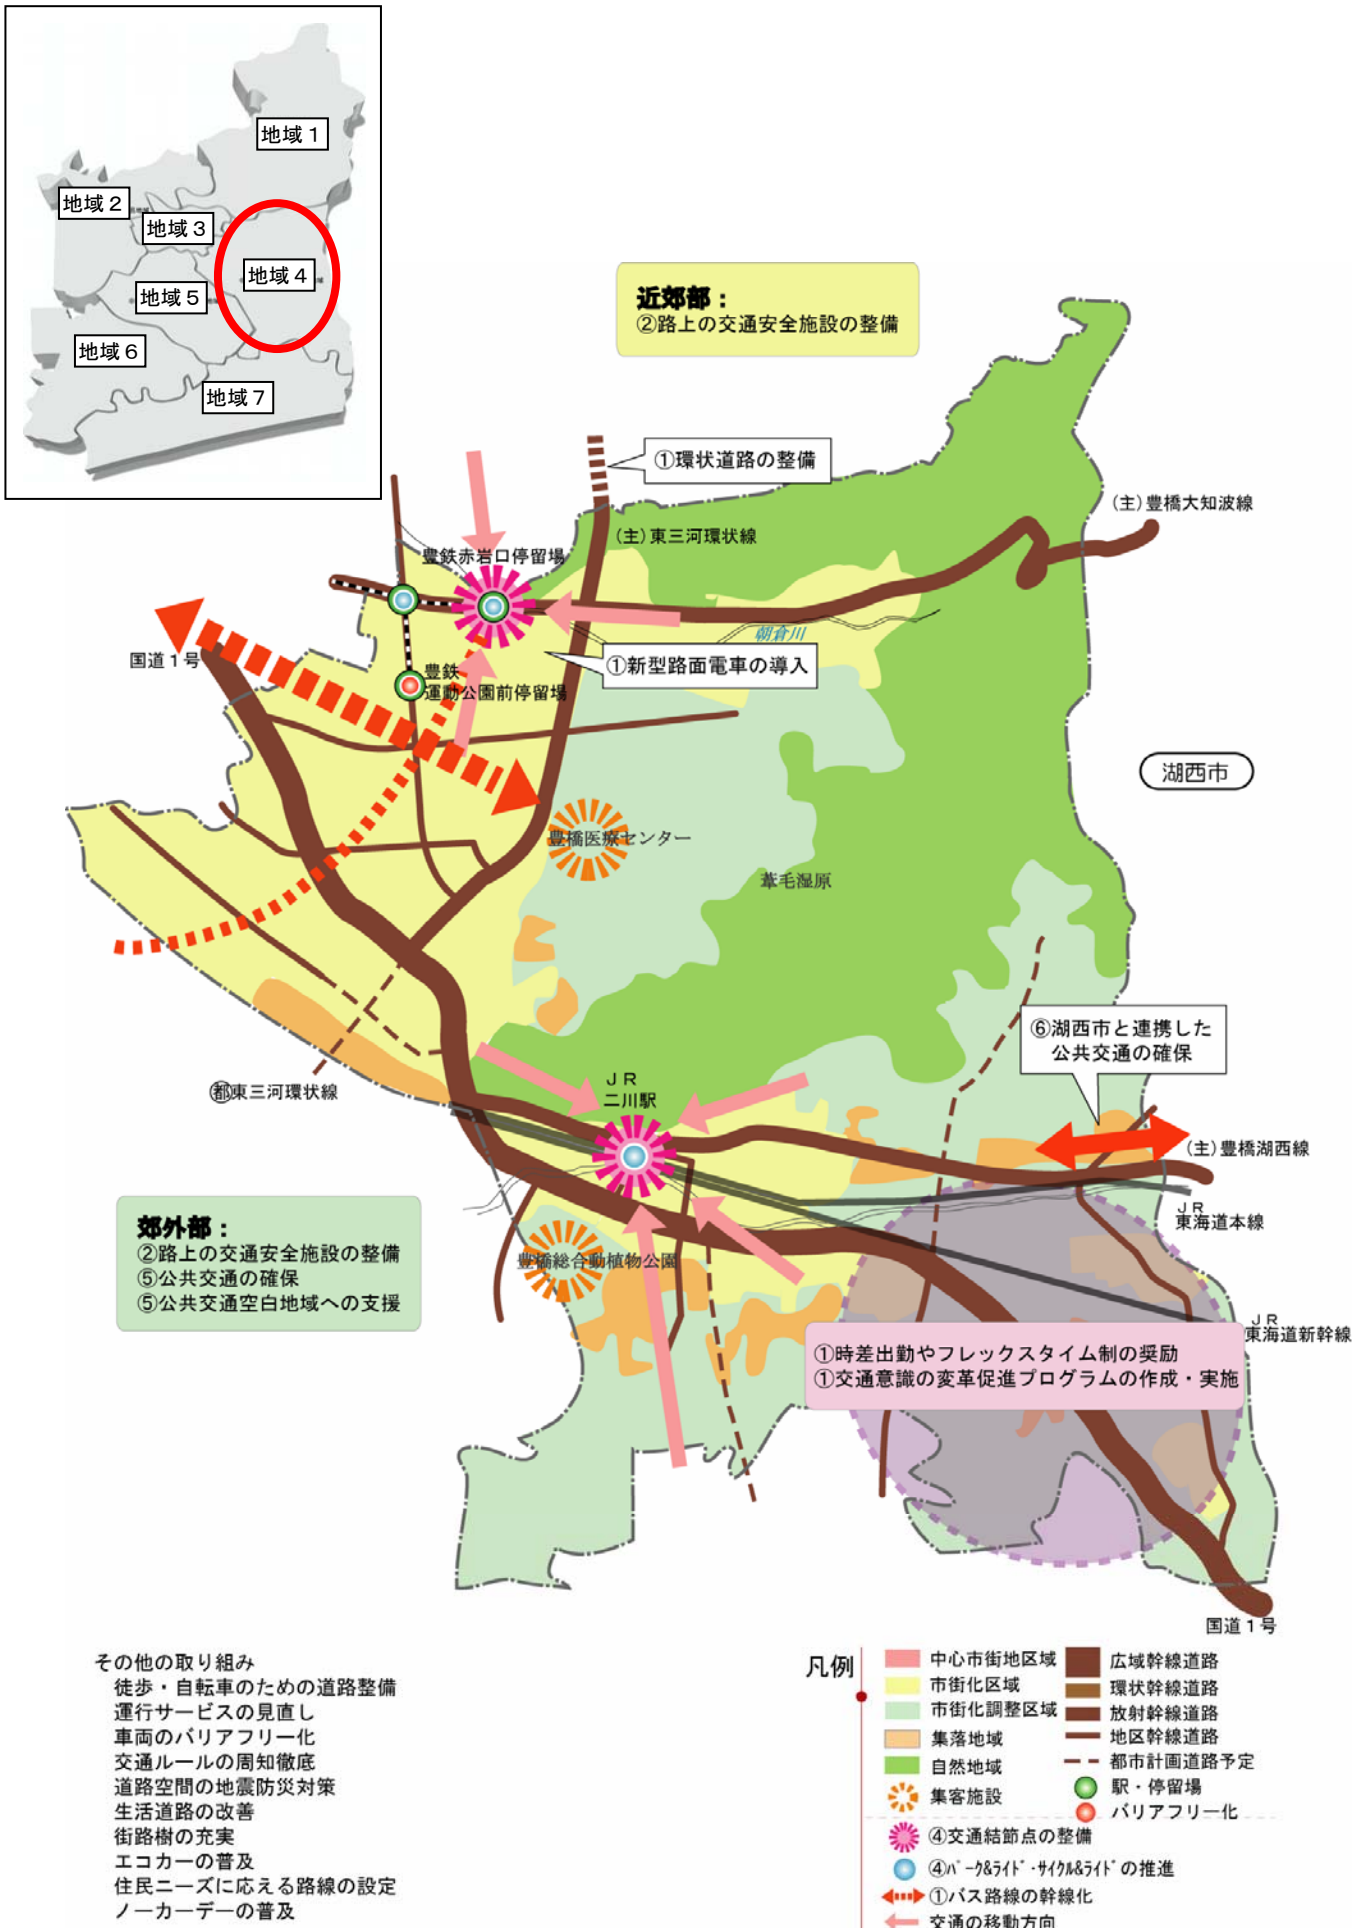 地域１
地域２
地域３
地域４
地域５
地域６
地域７
近郊部：
②路上の交通安全施設の整備
①環状道路の整備
(主)豊橋大知波線
(主)東三河環状線
豊鉄赤岩口停留場
朝倉川
国道１号
①新型路面電車の導入
豊鉄
運動公園前停留場
湖西市
豊橋医療センター
葦毛湿原
⑥湖西市と連携した
公共交通の確保
ＪＲ
二川駅
㊞東三河環状線
(主)豊橋湖西線
郊外部：
②路上の交通安全施設の整備
⑤公共交通の確保
⑤公共交通空白地域への支援
ＪＲ
東海道本線
豊橋総合動植物公園
ＪＲ
東海道新幹線
①時差出勤やフレックスタイム制の奨励
①交通意識の変革促進プログラムの作成・実施
国道１号
その他の取り組み
徒歩・自転車のための道路整備
運行サービスの見直し
車両のバリアフリー化
交通ルールの周知徹底
道路空間の地震防災対策
生活道路の改善
街路樹の充実
エコカーの普及
住民ニーズに応える路線の設定
ノーカーデーの普及
凡例
中心市街地区域
市街化区域
市街化調整区域
集落地域
自然地域
集客施設
広域幹線道路
環状幹線道路
放射幹線道路
地区幹線道路
都市計画道路予定
駅・停留場
バリアフリー化
④交通結節点の整備
④ﾊﾟｰｸ&ﾗｲﾄﾞ･ｻｲｸﾙ&ﾗｲﾄﾞの推進
①バス路線の幹線化
交通の移動方向